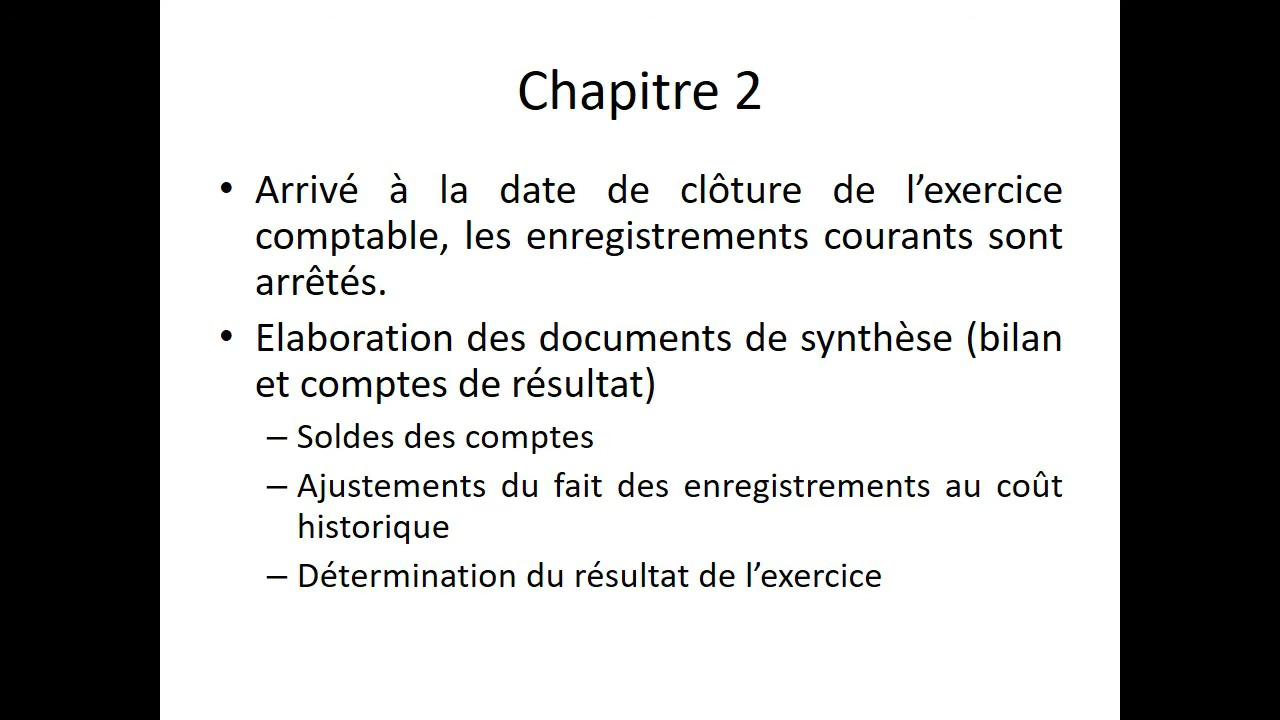 Chapitre 2
• Arrivé à la date de clôture de l’exercice
comptable, les enregistrements courants sont
arrêtés.
• Elaboration des documents de synthèse (bilan
et comptes de résultat)
– Soldes des comptes
– Ajustements du fait des enregistrements au coût
historique
– Détermination du résultat de l’exercice